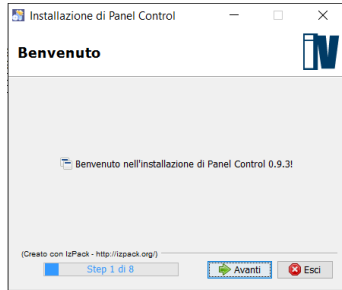 Installazione di Panel Control
Benvenuto
IV
Benvenuto nell'installazione di Panel Control 0.9.3!
(Creato con IzPack - http://izpack.org/)
Step 1 di 8
Avanti
Esci